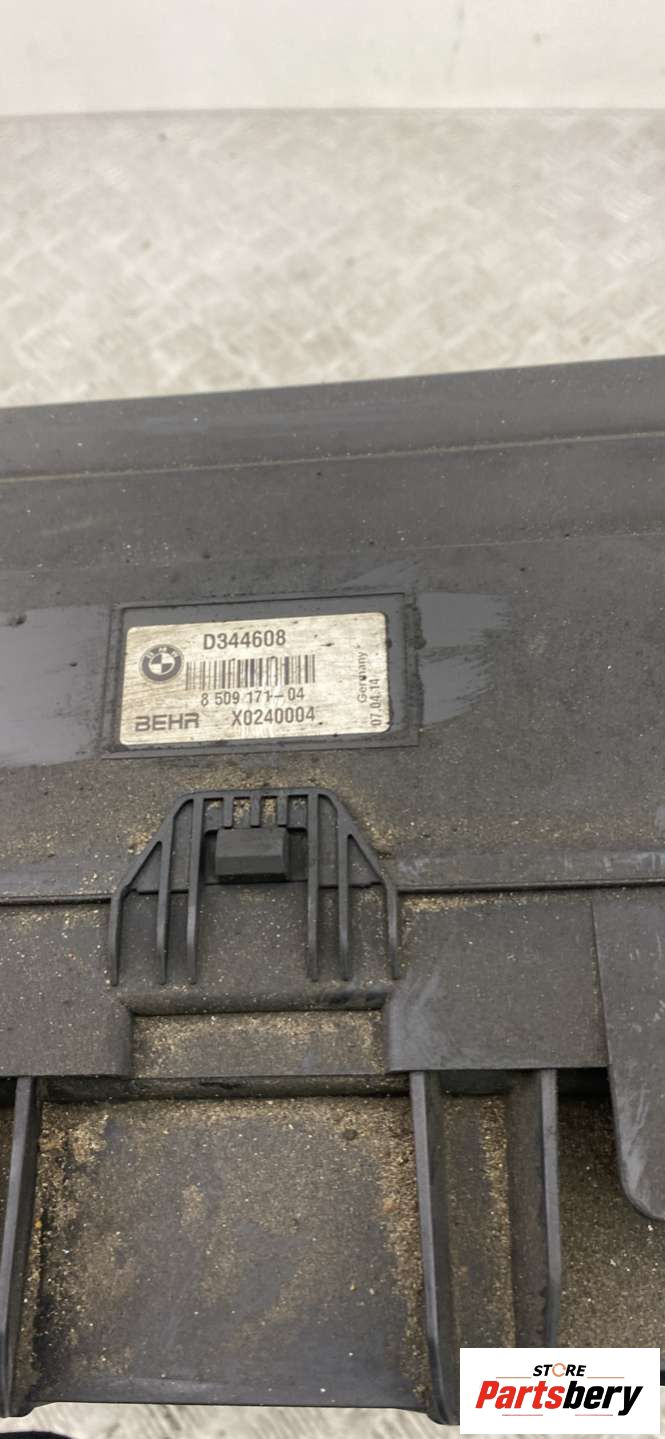 D344608
8 509 171-04
BEHR X0240004
Germany
07.04.14
STORE
Partsbery